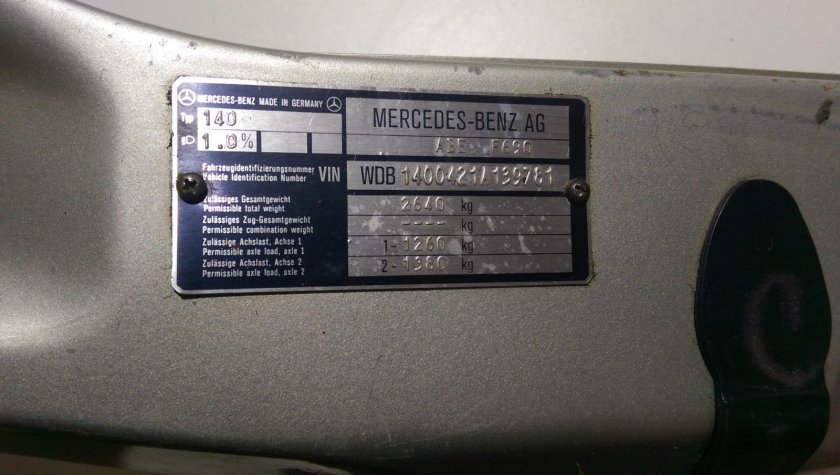 MERCEDES-BENZ MADE IN GERMANY
Typ 140
1.0%
MERCEDES-BENZ AG
ABE F690
Fahrzeugidentifizierungsnummer
Vehicle Identification Number VIN WDB 1400421A139781
Zulässiges Gesamtgewicht
Permissible total weight 2640 kg
Zulässiges Zug-Gesamtgewicht
Permissible combination weight ---- kg
Zulässige Achslast, Achse 1
Permissible axle load, axle 1 1- 1260 kg
Zulässige Achslast, Achse 2
Permissible axle load, axle 2 2- 1380 kg